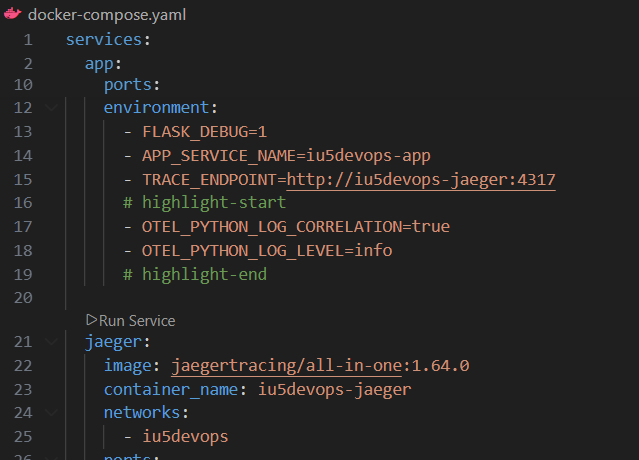 docker-compose.yaml
1 services:
2 app:
10 ports:
12 environment:
13 - FLASK_DEBUG=1
14 - APP_SERVICE_NAME=iu5devops-app
15 - TRACE_ENDPOINT=http://iu5devops-jaeger:4317
16 # highlight-start
17 - OTEL_PYTHON_LOG_CORRELATION=true
18 - OTEL_PYTHON_LOG_LEVEL=info
19 # highlight-end
20
Run Service
21 jaeger:
22 image: jaegertracing/all-in-one:1.64.0
23 container_name: iu5devops-jaeger
24 networks:
25 - iu5devops
26 ports: